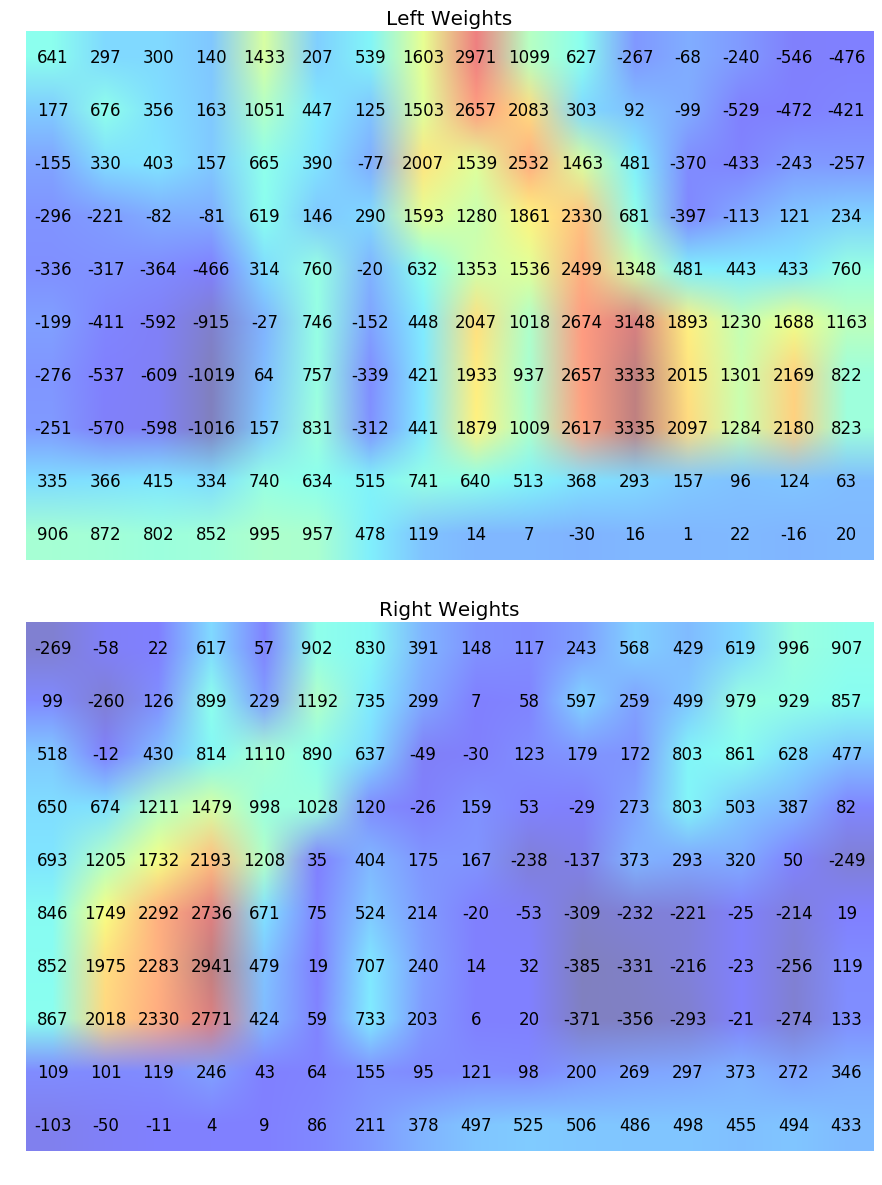 Left Weights
641 297 300 140 1433 207 539 1603 2971 1099 627 -267 -68 -240 -546 -476
177 676 356 163 1051 447 125 1503 2657 2083 303 92 -99 -529 -472 -421
-155 330 403 157 665 390 -77 2007 1539 2532 1463 481 -370 -433 -243 -257
-296 -221 -82 -81 619 146 290 1593 1280 1861 2330 681 -397 -113 121 234
-336 -317 -364 -466 314 760 -20 632 1353 1536 2499 1348 481 443 433 760
-199 -411 -592 -915 -27 746 -152 448 2047 1018 2674 3148 1893 1230 1688 1163
-276 -537 -609 -1019 64 757 -339 421 1933 937 2657 3333 2015 1301 2169 822
-251 -570 -598 -1016 157 831 -312 441 1879 1009 2617 3335 2097 1284 2180 823
335 366 415 334 740 634 515 741 640 513 368 293 157 96 124 63
906 872 802 852 995 957 478 119 14 7 -30 16 1 22 -16 20
Right Weights
-269 -58 22 617 57 902 830 391 148 117 243 568 429 619 996 907
99 -260 126 899 229 1192 735 299 7 58 597 259 499 979 929 857
518 -12 430 814 1110 890 637 -49 -30 123 179 172 803 861 628 477
650 674 1211 1479 998 1028 120 -26 159 53 -29 273 803 503 387 82
693 1205 1732 2193 1208 35 404 175 167 -238 -137 373 293 320 50 -249
846 1749 2292 2736 671 75 524 214 -20 -53 -309 -232 -221 -25 -214 19
852 1975 2283 2941 479 19 707 240 14 32 -385 -331 -216 -23 -256 119
867 2018 2330 2771 424 59 733 203 6 20 -371 -356 -293 -21 -274 133
109 101 119 246 43 64 155 95 121 98 200 269 297 373 272 346
-103 -50 -11 4 9 86 211 378 497 525 506 486 498 455 494 433